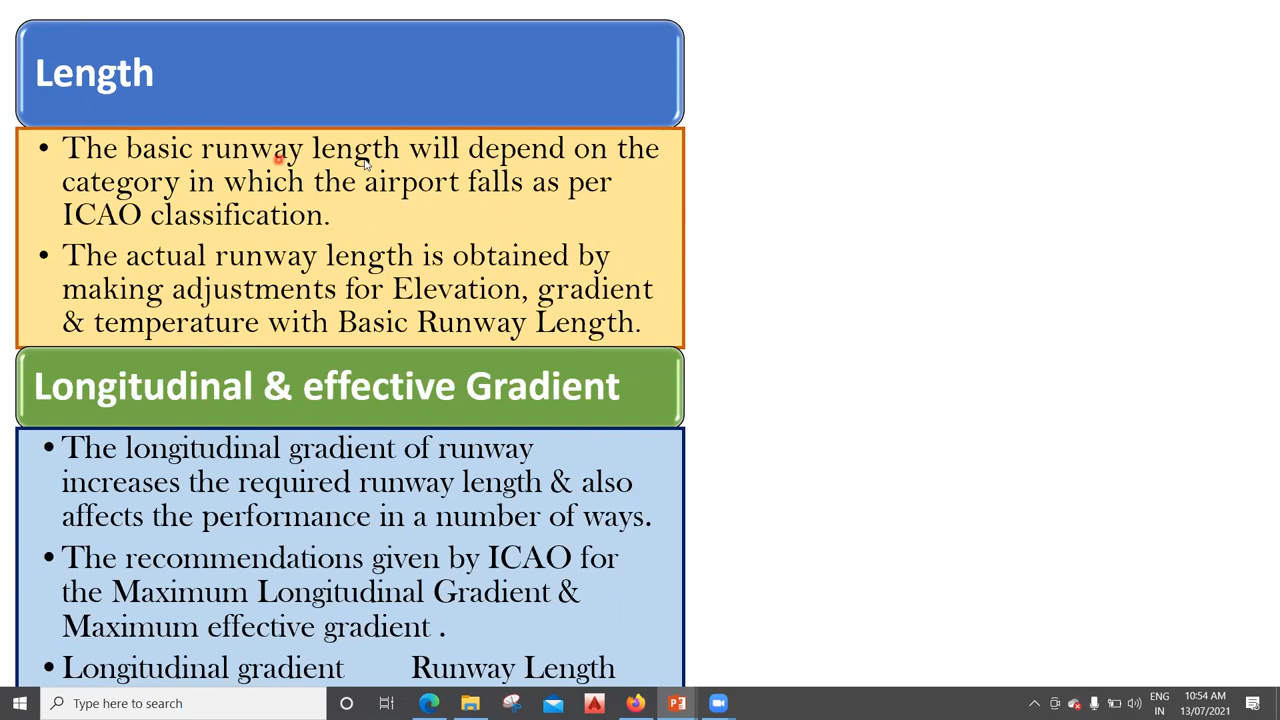 Length
• The basic runway length will depend on the
category in which the airport falls as per
ICAO classification.
• The actual runway length is obtained by
making adjustments for Elevation, gradient
& temperature with Basic Runway Length.
Longitudinal & effective Gradient
• The longitudinal gradient of runway
increases the required runway length & also
affects the performance in a number of ways.
• The recommendations given by ICAO for
the Maximum Longitudinal Gradient &
Maximum effective gradient .
• Longitudinal gradient Runway Length
Type here to search
ENG
IN
10:54 AM
13/07/2021